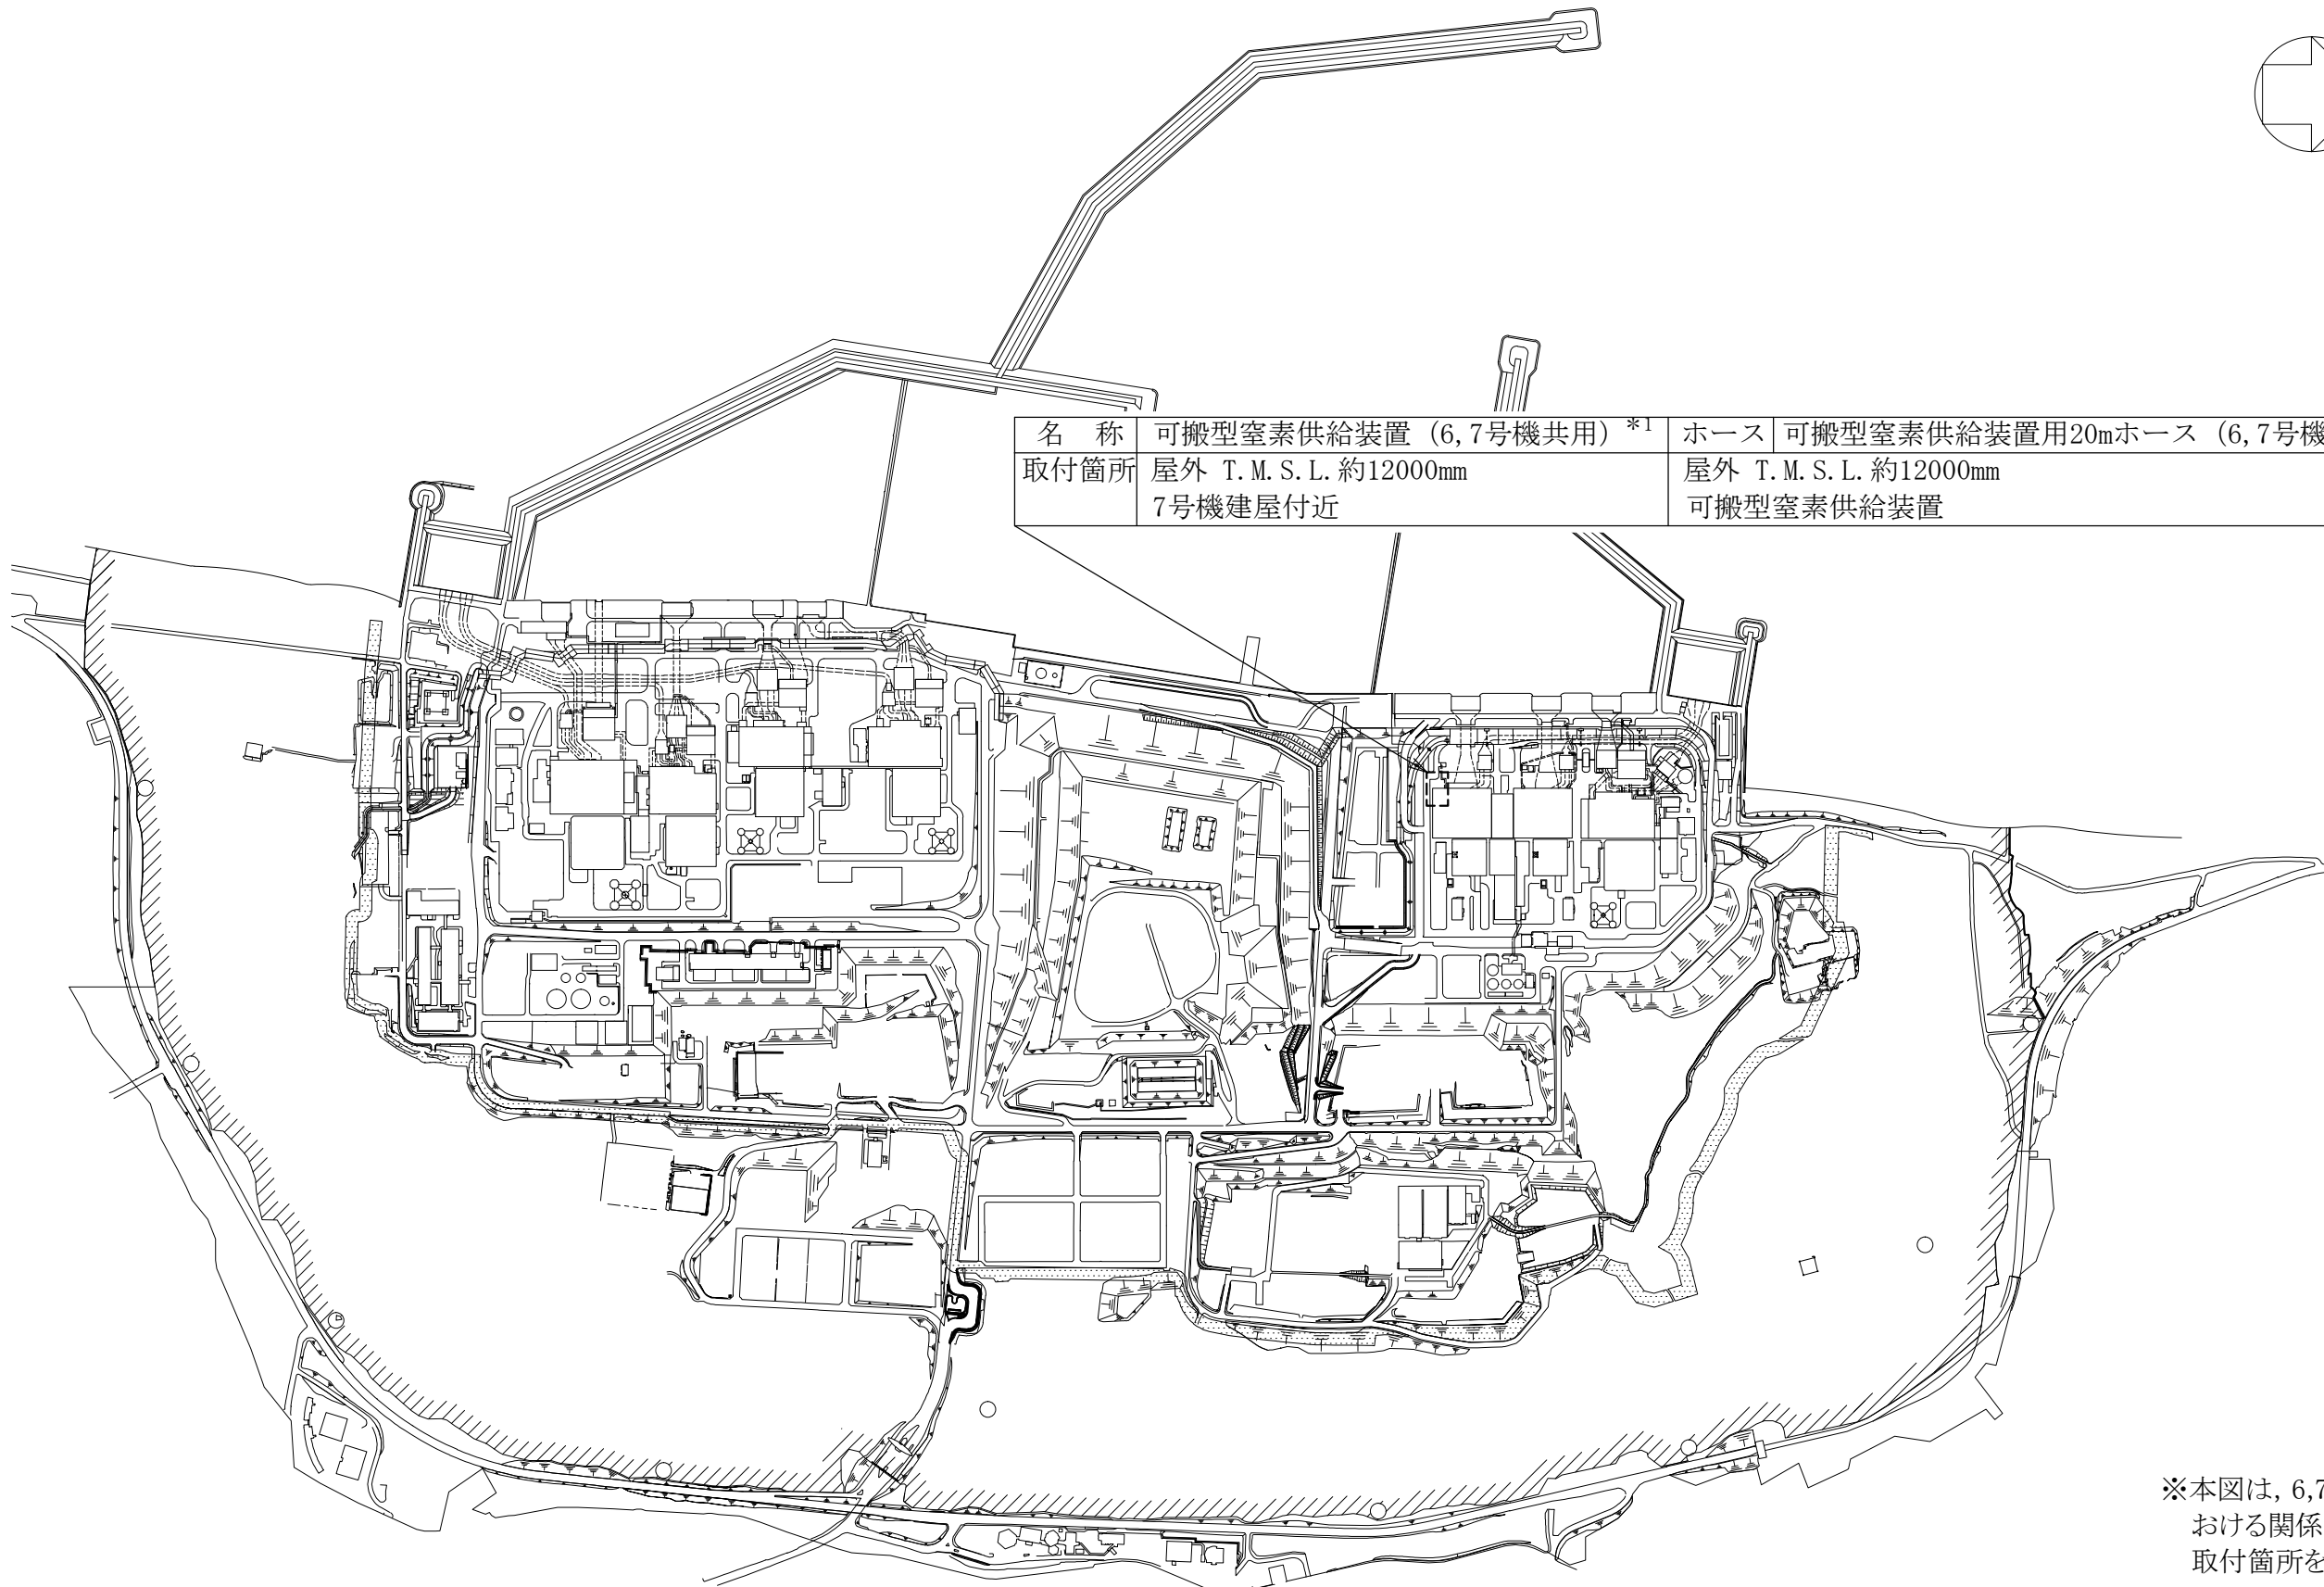 名 称 可搬型窒素供給装置 (6,7号機共用)*1 ホース 可搬型窒素供給装置用20mホース (6,7号機
取付箇所 屋外 T.M.S.L.約12000mm 屋外 T.M.S.L.約12000mm
7号機建屋付近 可搬型窒素供給装置
※本図は, 6,7
おける関係
取付箇所を